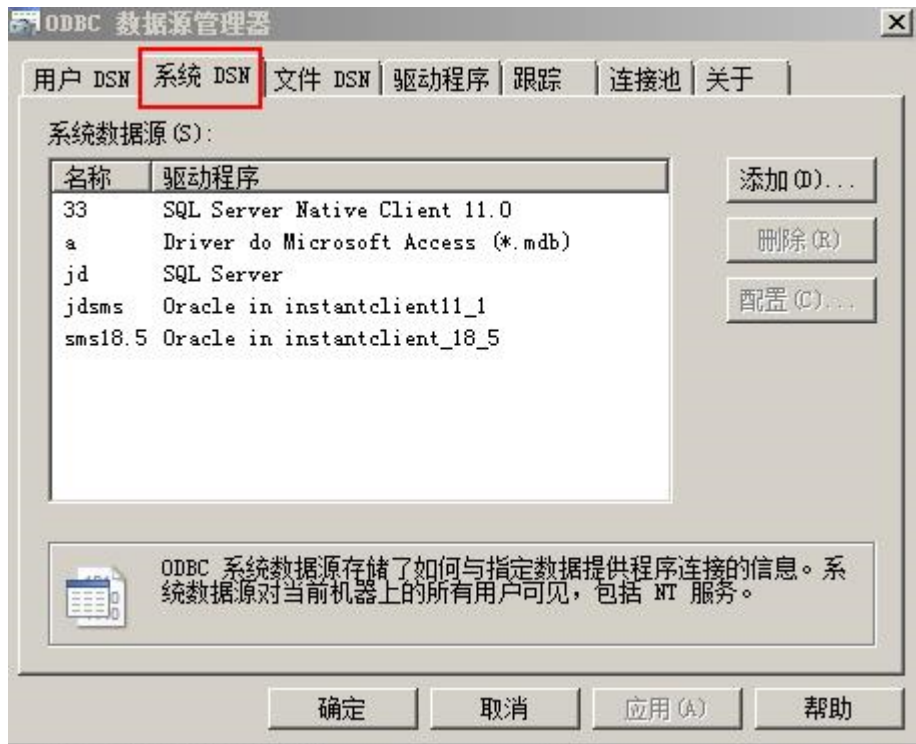 ODBC 数据源管理器
用户 DSN 系统 DSN 文件 DSN 驱动程序 跟踪 连接池 关于
系统数据源(S):
名称 驱动程序
添加(D)...
33 SQL Server Native Client 11.0
a Driver do Microsoft Access (*.mdb)
删除(R)
jd SQL Server
jdsms Oracle in instantclient11_1
配置(C)...
sms18.5 Oracle in instantclient_18_5
ODBC 系统数据源存储了如何与指定数据提供程序连接的信息。系
统数据源对当前机器上的所有用户可见，包括 NT 服务。
确定 取消 应用(A) 帮助